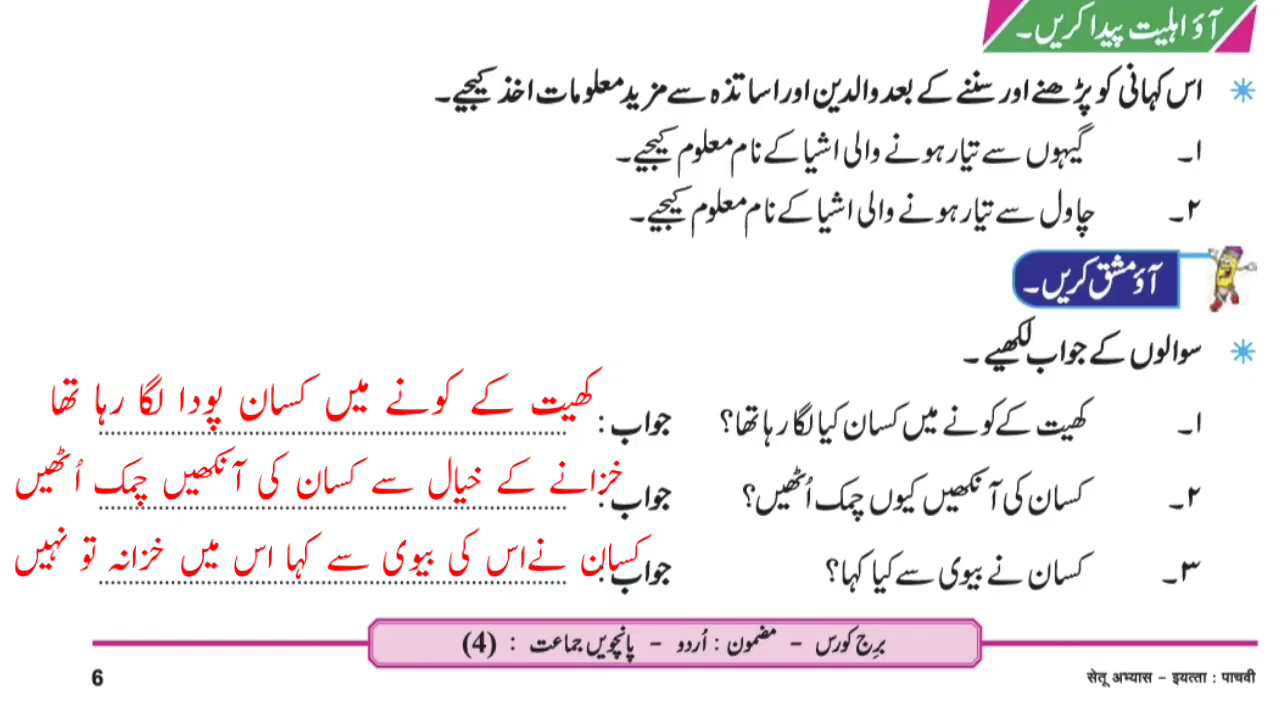 آؤ اہلیت پیدا کریں۔
اس کہانی کو پڑھنے اور سننے کے بعد والدین اور اساتذہ سے مزید معلومات اخذ کیجیے۔
۱۔ گیہوں سے تیار ہونے والی اشیا کے نام معلوم کیجیے۔
۲۔ چاول سے تیار ہونے والی اشیا کے نام معلوم کیجیے۔
آؤ مشق کریں۔
سوالوں کے جواب لکھیے۔
۱۔ کھیت کے کونے میں کسان کیا لگا رہا تھا؟ جواب : کھیت کے کونے میں کسان پودا لگا رہا تھا
۲۔ کسان کی آنکھیں کیوں چمک اُٹھیں؟ جواب : خزانے کے خیال سے کسان کی آنکھیں چمک اُٹھیں
۳۔ کسان نے بیوی سے کیا کہا؟ جواب : کسان نے اس کی بیوی سے کہا اس میں خزانہ تو نہیں
برج کورس - مضمون : اُردو - پانچویں جماعت : (4)
6
सेतू अभ्यास - इयत्ता : पाचवी